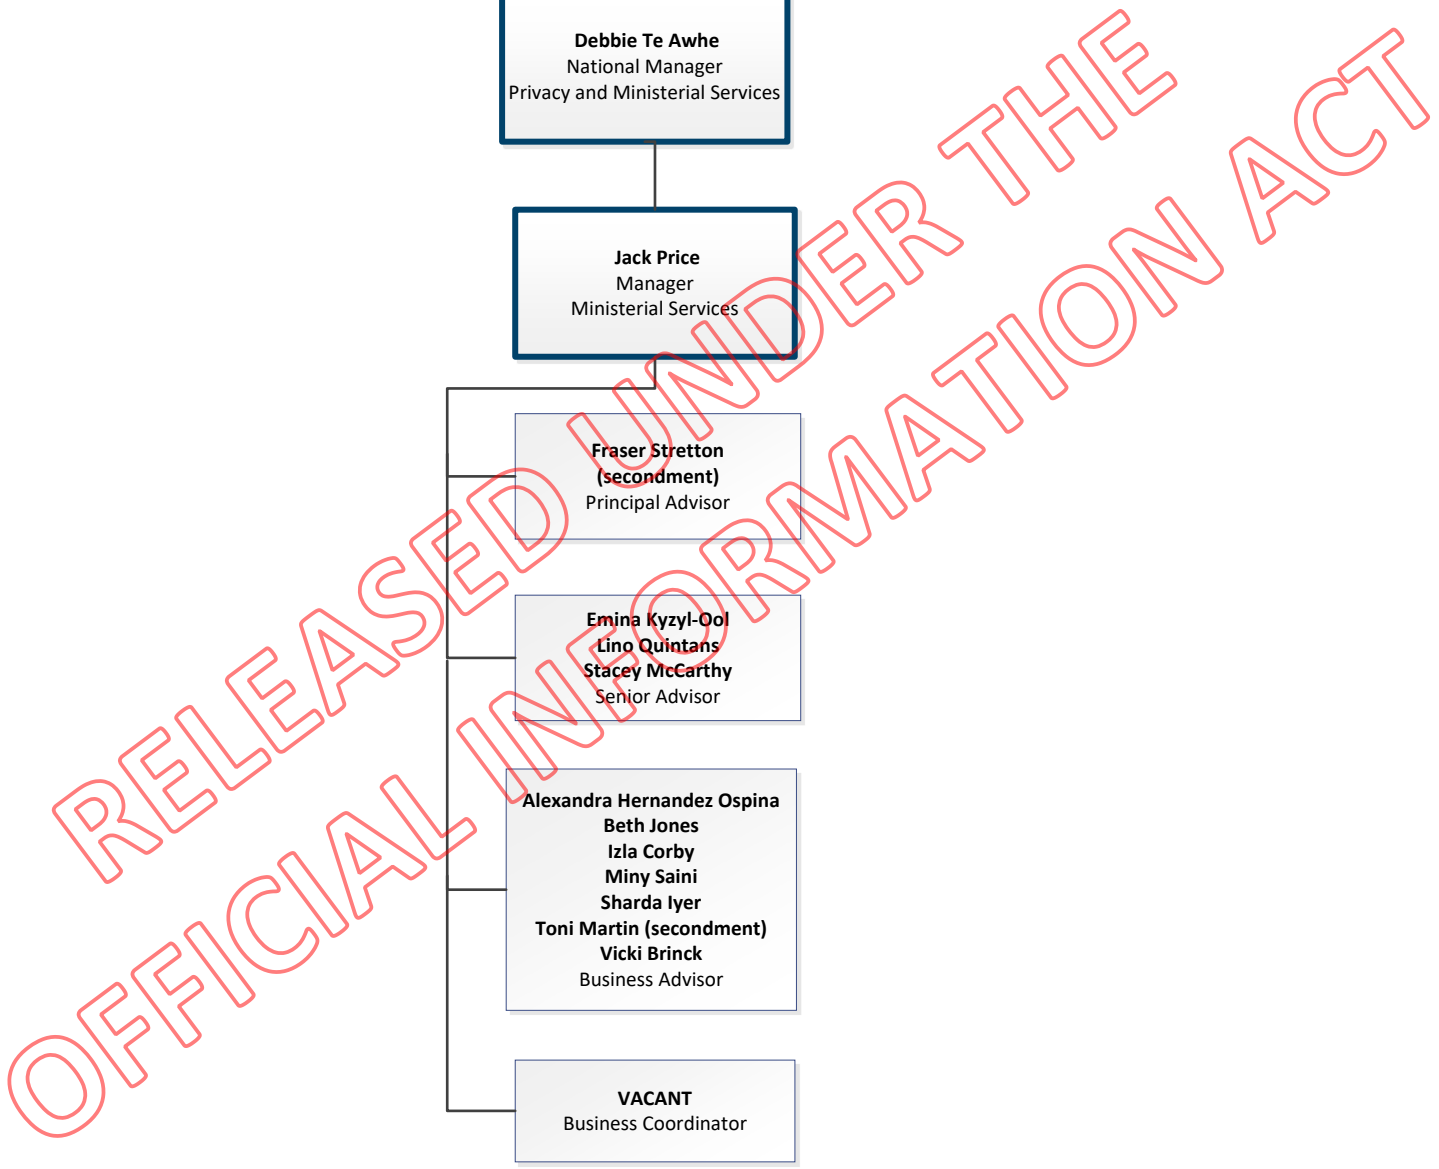 Debbie Te Awhe
National Manager
Privacy and Ministerial Services
Jack Price
Manager
Ministerial Services
Fraser Stretton
(secondment)
Principal Advisor
Emina Kyzyl-Ool
Lino Quintans
Stacey McCarthy
Senior Advisor
Alexandra Hernandez Ospina
Beth Jones
Izla Corby
Miny Saini
Sharda Iyer
Toni Martin (secondment)
Vicki Brinck
Business Advisor
VACANT
Business Coordinator
RELEASED UNDER THE
OFFICIAL INFORMATION ACT